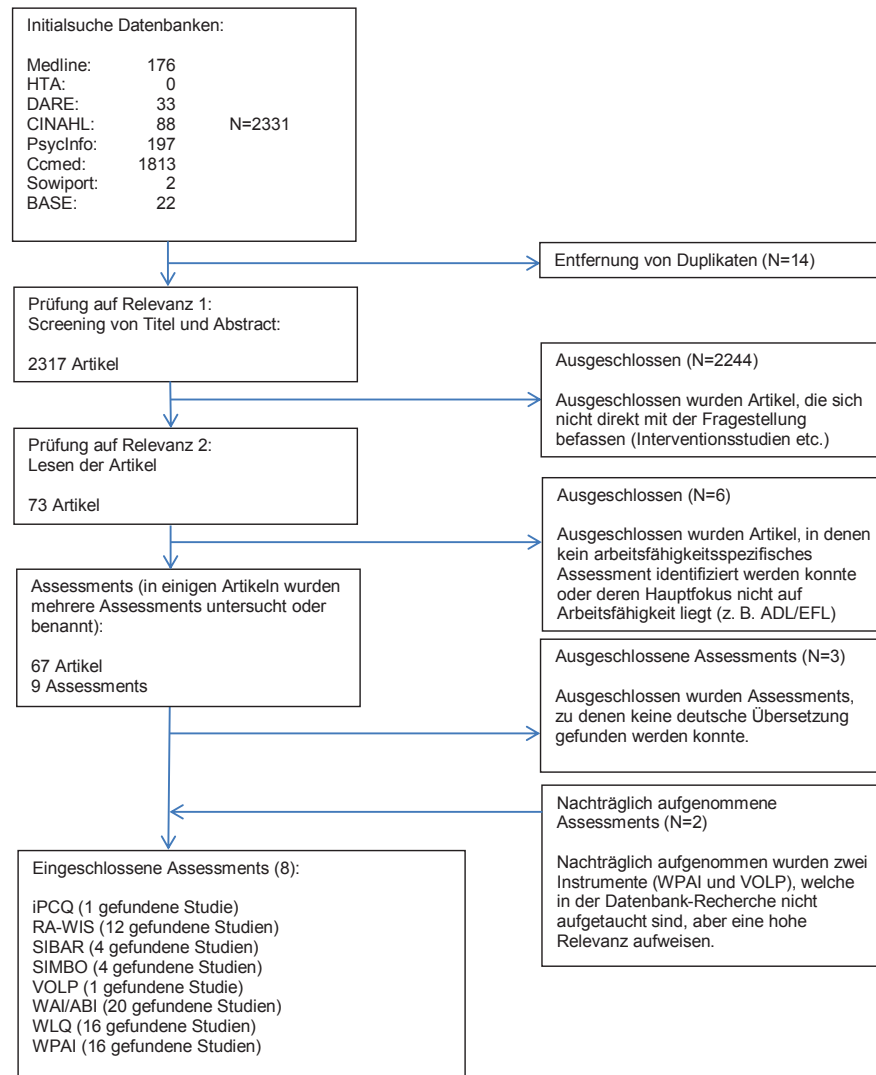 Initialsuche Datenbanken:
Medline: 176
HTA: 0
DARE: 33
CINAHL: 88 N=2331
PsycInfo: 197
Ccmed: 1813
Sowiport: 2
BASE: 22
Entfernung von Duplikaten (N=14)
Prüfung auf Relevanz 1:
Screening von Titel und Abstract:
2317 Artikel
Ausgeschlossen (N=2244)
Ausgeschlossen wurden Artikel, die sich
nicht direkt mit der Fragestellung
befassen (Interventionsstudien etc.)
Prüfung auf Relevanz 2:
Lesen der Artikel
73 Artikel
Ausgeschlossen (N=6)
Ausgeschlossen wurden Artikel, in denen
kein arbeitsfähigkeitsspezifisches
Assessment identifiziert werden konnte
oder deren Hauptfokus nicht auf
Arbeitsfähigkeit liegt (z. B. ADL/EFL)
Assessments (in einigen Artikeln wurden
mehrere Assessments untersucht oder
benannt):
67 Artikel
9 Assessments
Ausgeschlossene Assessments (N=3)
Ausgeschlossen wurden Assessments,
zu denen keine deutsche Übersetzung
gefunden werden konnte.
Nachträglich aufgenommene
Assessments (N=2)
Nachträglich aufgenommen wurden zwei
Instrumente (WPAI und VOLP), welche
in der Datenbank-Recherche nicht
aufgetaucht sind, aber eine hohe
Relevanz aufweisen.
Eingeschlossene Assessments (8):
iPCQ (1 gefundene Studie)
RA-WIS (12 gefundene Studien)
SIBAR (4 gefundene Studien)
SIMBO (4 gefundene Studien)
VOLP (1 gefundene Studie)
WAI/ABI (20 gefundene Studien)
WLQ (16 gefundene Studien)
WPAI (16 gefundene Studien)